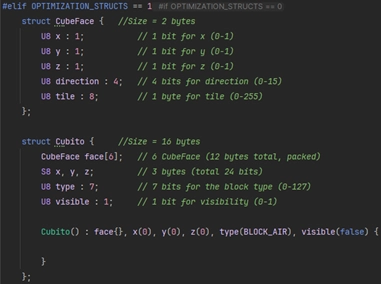 #elif OPTIMIZATION_STRUCTS == 1 #if OPTIMIZATION_STRUCTS == 0
struct CubeFace {   //Size = 2 bytes
U8 x : 1;   // 1 bit for x (0-1)
U8 y : 1;   // 1 bit for y (0-1)
U8 z : 1;   // 1 bit for z (0-1)
U8 direction : 4;   // 4 bits for direction (0-15)
U8 tile : 8;   // 1 byte for tile (0-255)
};
struct Cubito {   //Size = 16 bytes
CubeFace face[6];   // 6 CubeFace (12 bytes total, packed)
S8 x, y, z;   // 3 bytes (total 24 bits)
U8 type : 7;   // 7 bits for the block type (0-127)
U8 visible : 1;   // 1 bit for visibility (0-1)
Cubito() : face{}, x(0), y(0), z(0), type(BLOCK_AIR), visible(false) {
}
};